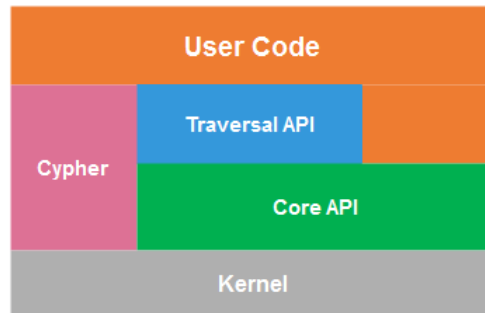 User Code
Traversal API
Cypher
Core API
Kernel